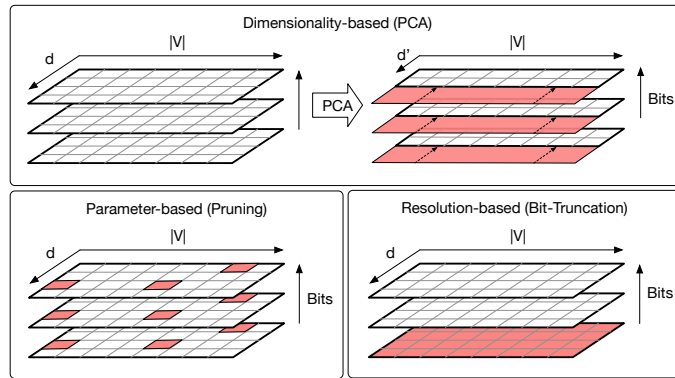 Dimensionality-based (PCA)
|V|
d
PCA
|V|
d'
Bits
Parameter-based (Pruning)
|V|
d
Bits
Resolution-based (Bit-Truncation)
|V|
d
Bits